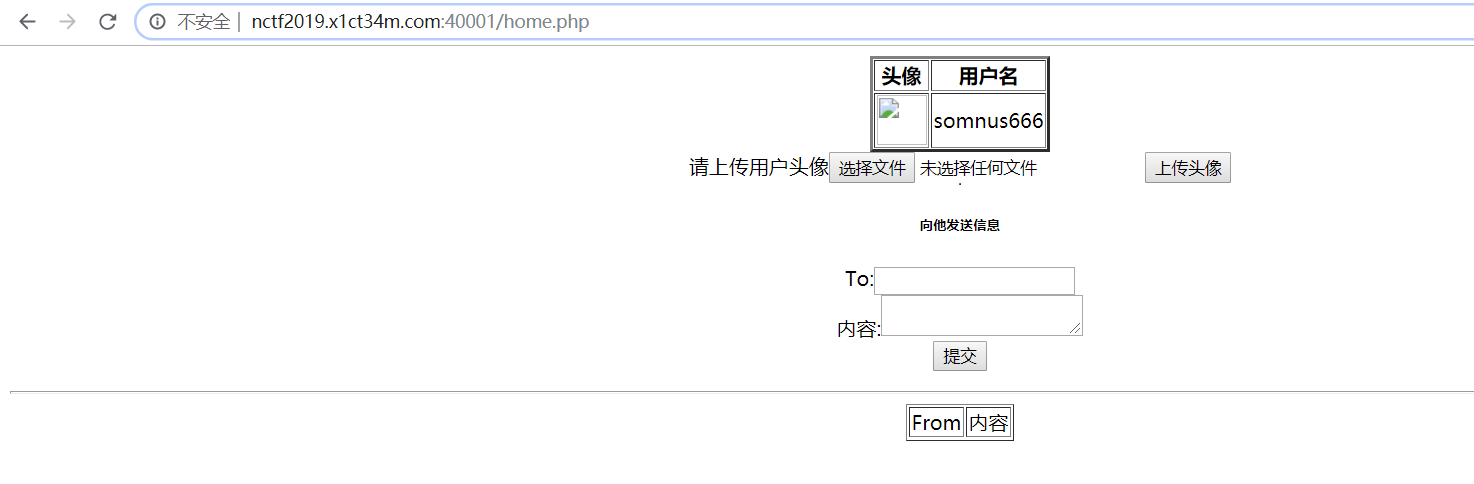 不安全 | nctf2019.x1ct34m.com:40001/home.php
头像 用户名
somnus666
请上传用户头像 选择文件 未选择任何文件 上传头像
向他发送信息
To:
内容:
提交
From 内容